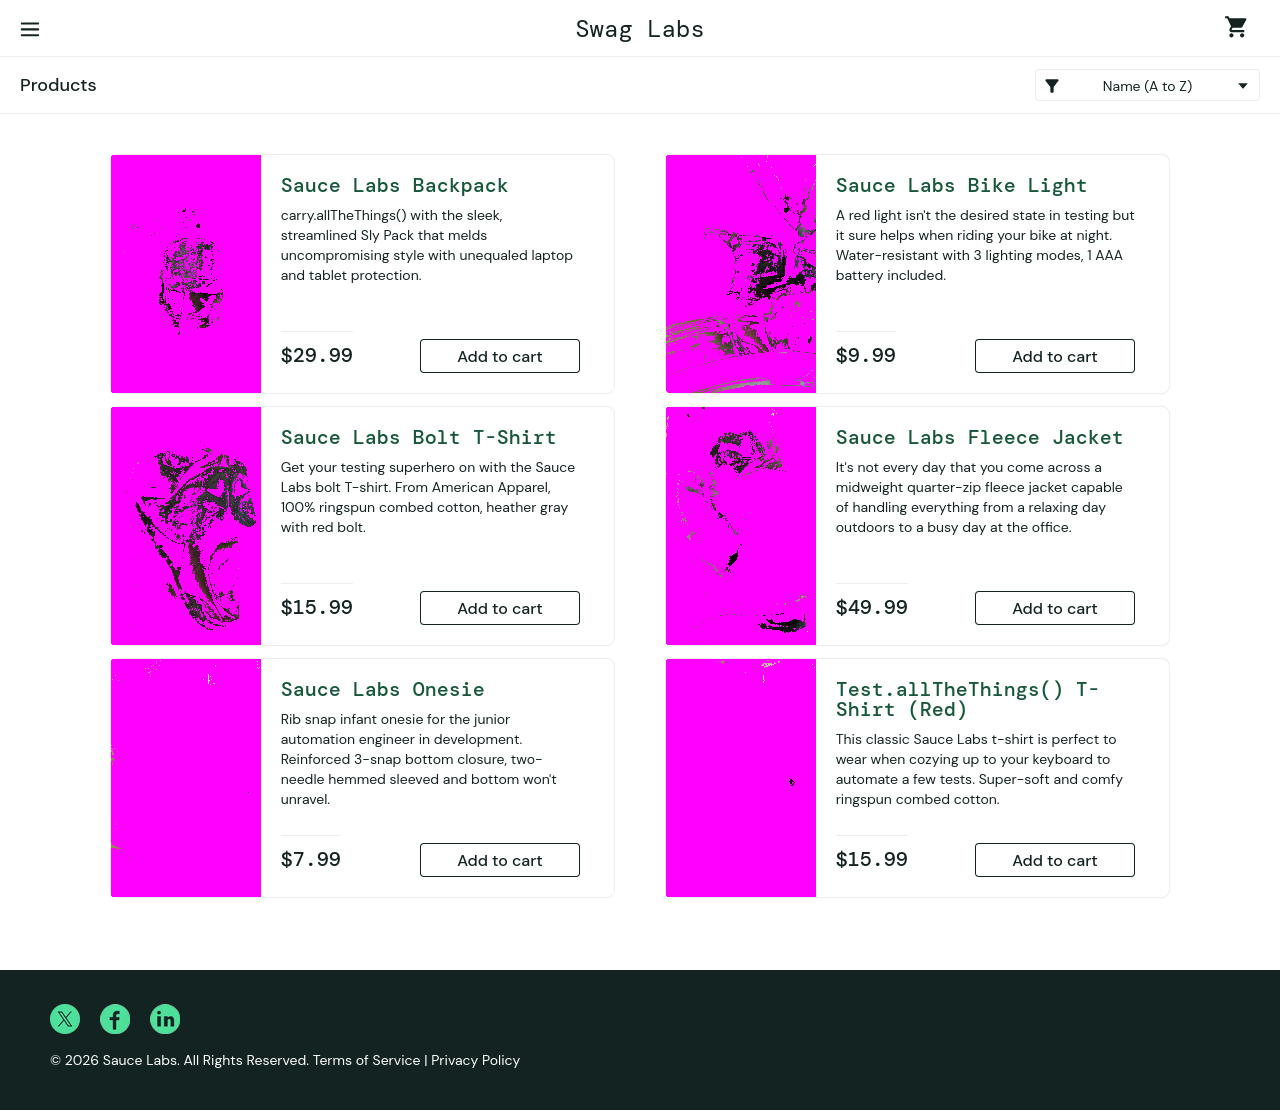 Swag Labs
Products
Name (A to Z)
Sauce Labs Backpack
carry.allTheThings() with the sleek,
streamlined Sly Pack that melds
uncompromising style with unequaled laptop
and tablet protection.
$29.99
Add to cart
Sauce Labs Bike Light
A red light isn't the desired state in testing but
it sure helps when riding your bike at night.
Water-resistant with 3 lighting modes, 1 AAA
battery included.
$9.99
Add to cart
Sauce Labs Bolt T-Shirt
Get your testing superhero on with the Sauce
Labs bolt T-shirt. From American Apparel,
100% ringspun combed cotton, heather gray
with red bolt.
$15.99
Add to cart
Sauce Labs Fleece Jacket
It's not every day that you come across a
midweight quarter-zip fleece jacket capable
of handling everything from a relaxing day
outdoors to a busy day at the office.
$49.99
Add to cart
Sauce Labs Onesie
Rib snap infant onesie for the junior
automation engineer in development.
Reinforced 3-snap bottom closure, two-
needle hemmed sleeved and bottom won't
unravel.
$7.99
Add to cart
Test.allTheThings() T-
Shirt (Red)
This classic Sauce Labs t-shirt is perfect to
wear when cozying up to your keyboard to
automate a few tests. Super-soft and comfy
ringspun combed cotton.
$15.99
Add to cart
© 2026 Sauce Labs. All Rights Reserved. Terms of Service | Privacy Policy